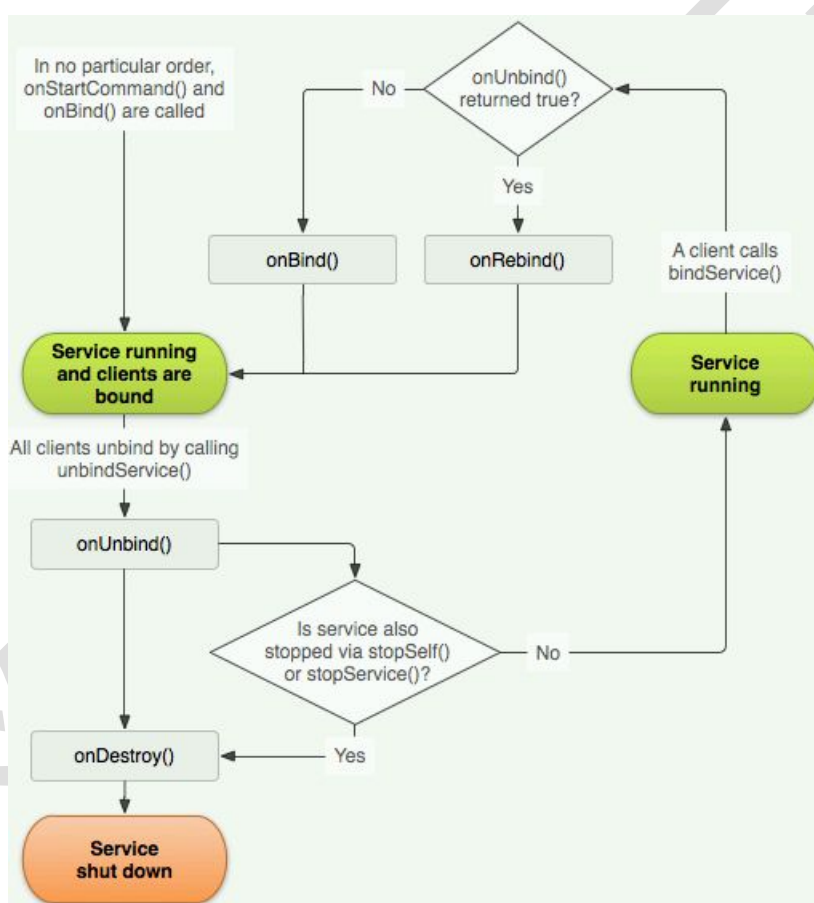 In no particular order,
onStartCommand() and
onBind() are called
onUnbind()
returned true?
No
Yes
onBind()
onRebind()
A client calls
bindService()
Service running
and clients are
bound
Service
running
All clients unbind by calling
unbindService()
onUnbind()
Is service also
stopped via stopSelf()
or stopService()?
No
Yes
onDestroy()
Service
shut down